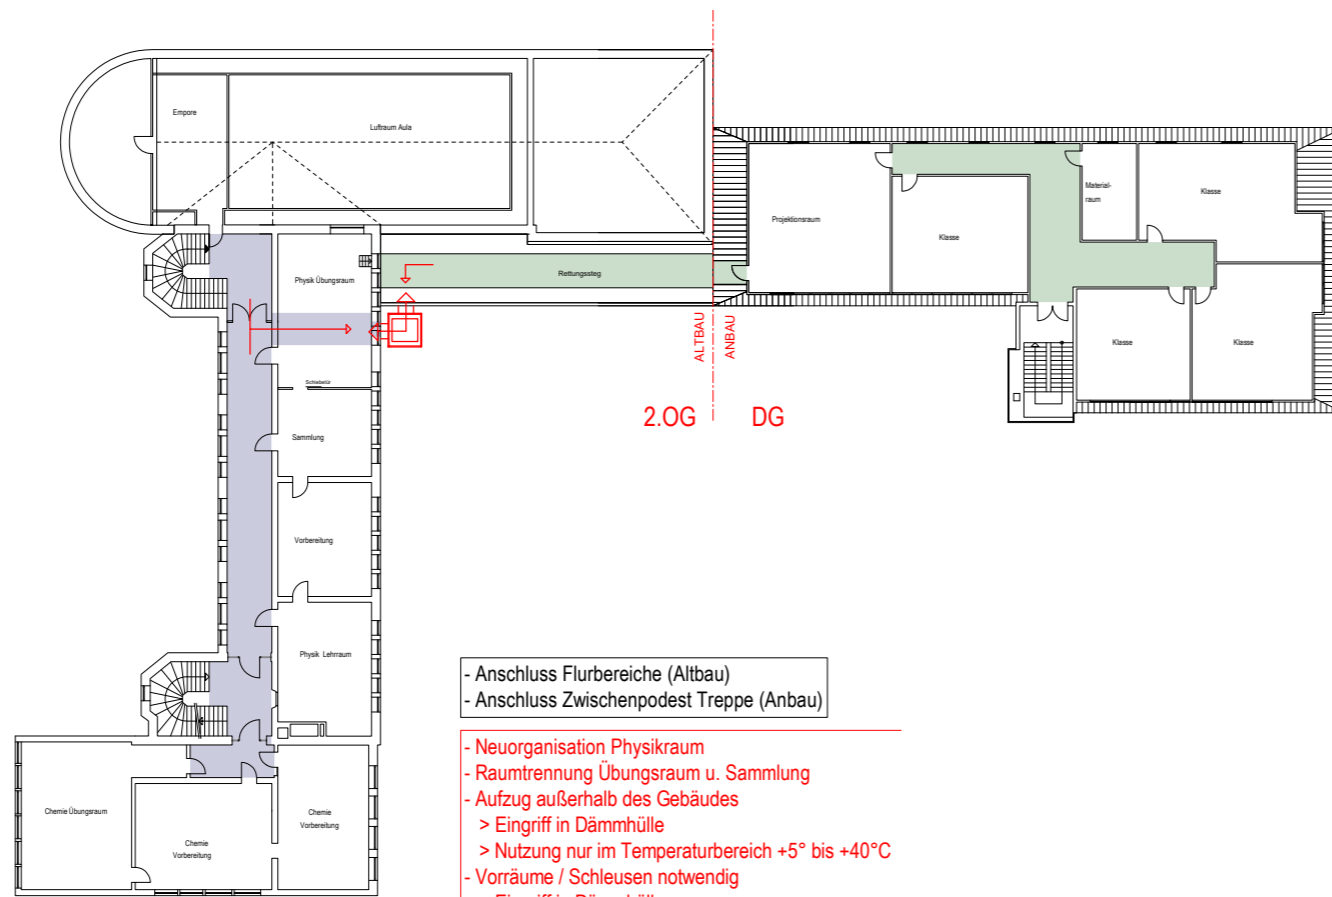 Empore
Luftraum Aula
Physik Übungsraum
Rettungssteg
Projektionsraum
Klasse
Material-
raum
Klasse
Klasse
Klasse
ALTBAU
ANBAU
2.OG
DG
Schiebetür
Sammlung
Vorbereitung
Physik Lehrraum
Chemie Übungsraum
Chemie
Vorbereitung
Chemie
Vorbereitung
- Anschluss Flurbereiche (Altbau)
- Anschluss Zwischenpodest Treppe (Anbau)
- Neuorganisation Physikraum
- Raumtrennung Übungsraum u. Sammlung
- Aufzug außerhalb des Gebäudes
> Eingriff in Dämmhülle
> Nutzung nur im Temperaturbereich +5° bis +40°C
- Vorräume / Schleusen notwendig